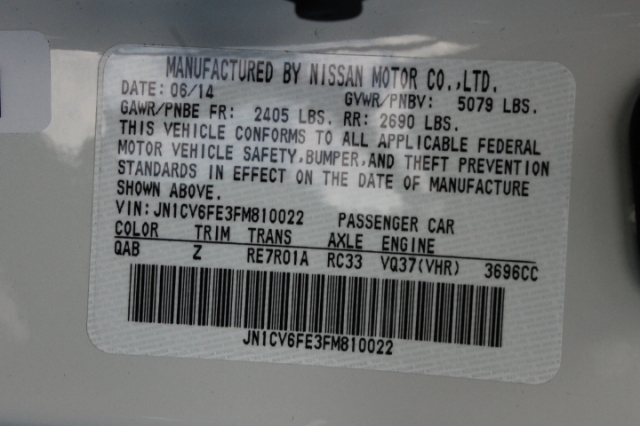 MANUFACTURED BY NISSAN MOTOR CO.,LTD.
DATE: 06/14 GVWR/PNBV: 5079 LBS.
GAWR/PNBE FR: 2405 LBS. RR: 2690 LBS.
THIS VEHICLE CONFORMS TO ALL APPLICABLE FEDERAL
MOTOR VEHICLE SAFETY,BUMPER,AND THEFT PREVENTION
STANDARDS IN EFFECT ON THE DATE OF MANUFACTURE
SHOWN ABOVE.
VIN:JN1CV6FE3FM810022 PASSENGER CAR
COLOR TRIM TRANS AXLE ENGINE
QAB Z RE7R01A RC33 VQ37(VHR) 3696CC
JN1CV6FE3FM810022